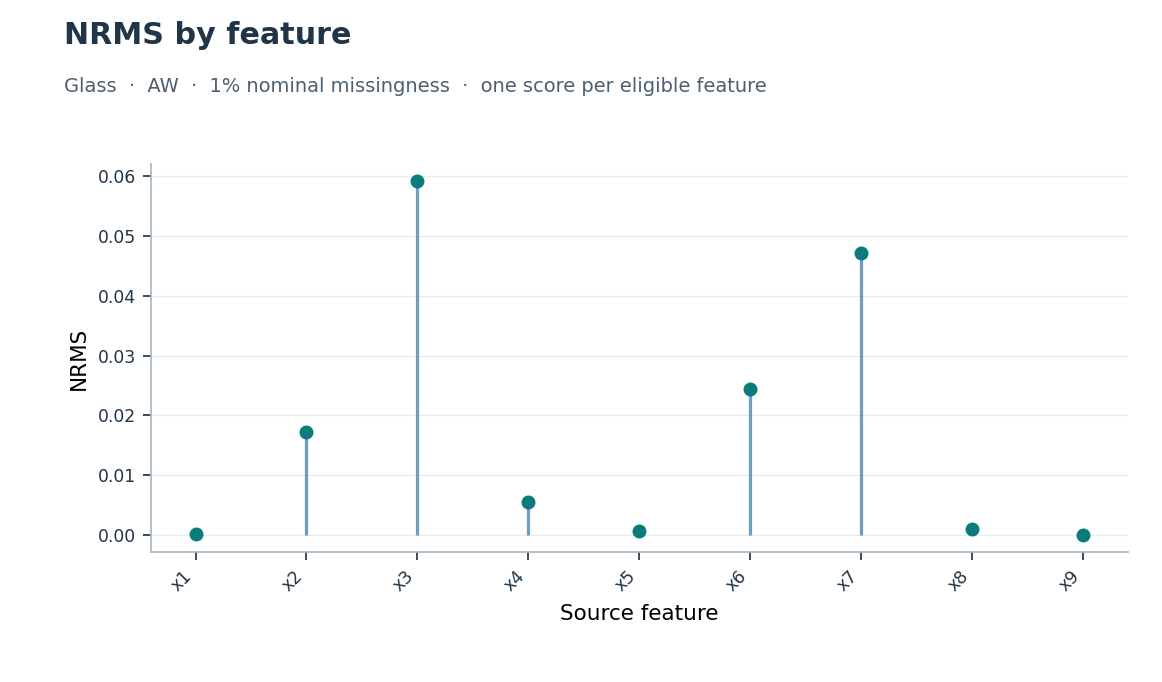 NRMS by feature
Glass · AW · 1% nominal missingness · one score per eligible feature
0.06
0.05
0.04
0.03
0.02
0.01
0.00
NRMS
x1 x2 x3 x4 x5 x6 x7 x8 x9
Source feature